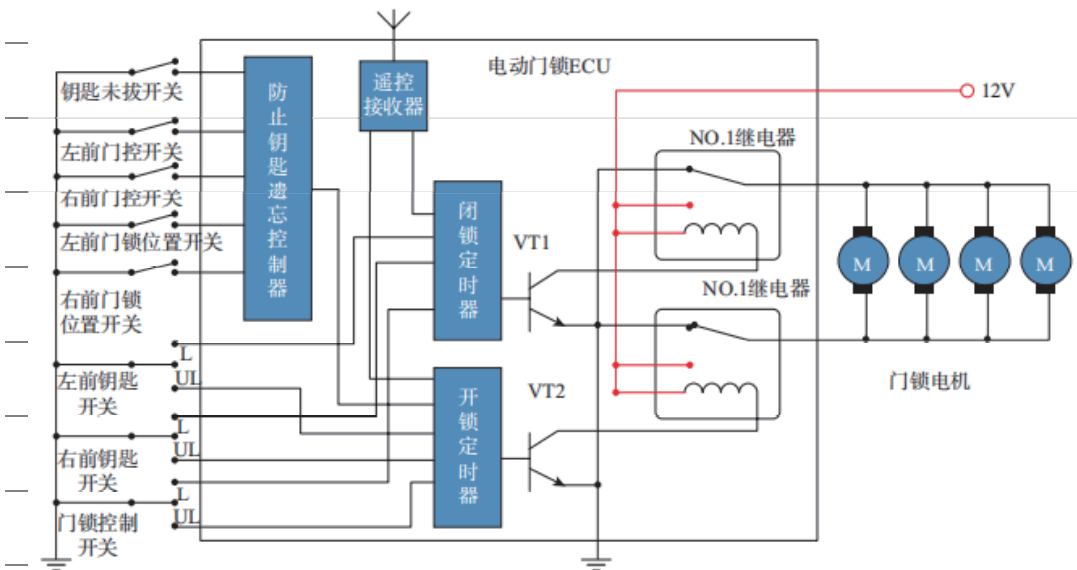 电动门锁ECU
遥控
接收器
12V
钥匙未拔开关
防止钥匙遗忘控制器
NO.1继电器
左前门控开关
右前门控开关
闭锁定时器
左前门锁位置开关
VT1
M
M
M
M
右前门锁
位置开关
NO.1继电器
L
左前钥匙
开关
UL
开锁定时器
VT2
门锁电机
L
右前钥匙
开关
UL
L
门锁控制
开关
UL